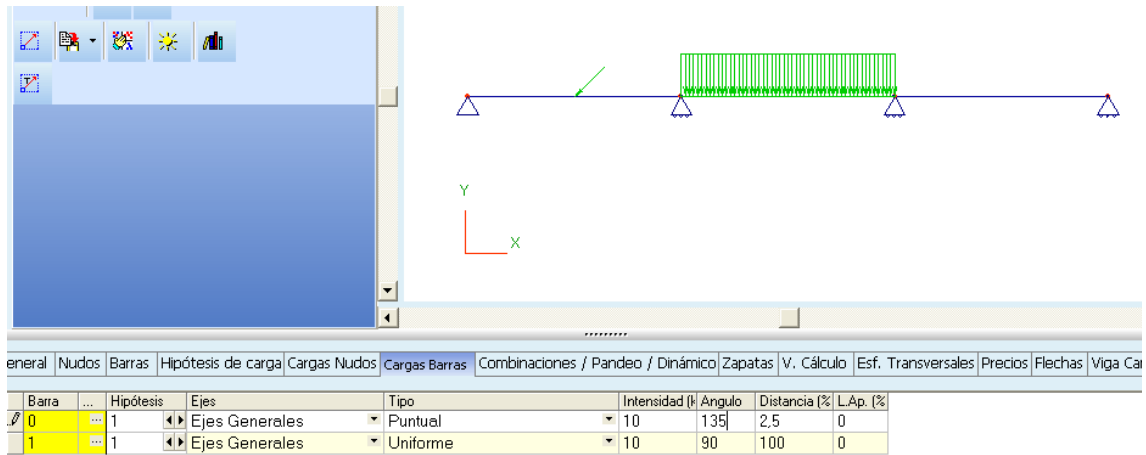 Y
X
eneral Nudos Barras Hipótesis de carga Cargas Nudos Cargas Barras Combinaciones / Pandeo / Dinámico Zapatas V. Cálculo Esf. Transversales Precios Flechas Viga Car
Barra ... Hipótesis Ejes Tipo Intensidad (k Angulo Distancia (% L.Ap. (%
0 ... 1 Ejes Generales Puntual 10 135 2,5 0
1 ... 1 Ejes Generales Uniforme 10 90 100 0